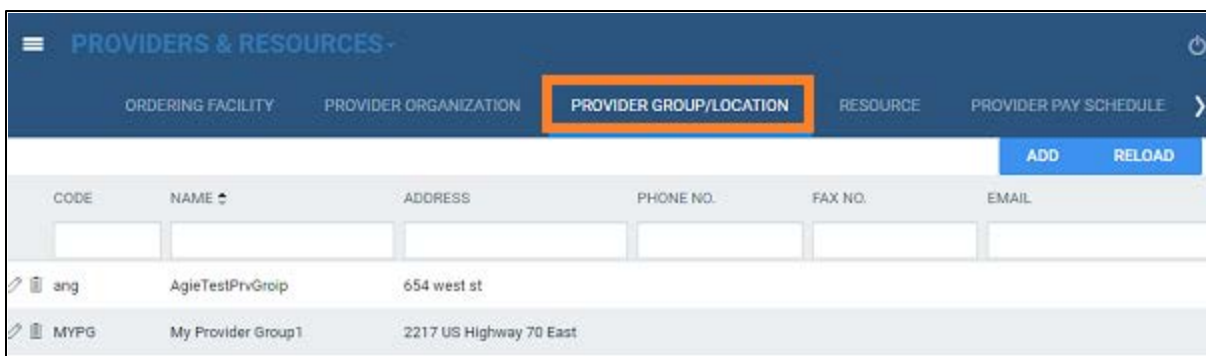 PROVIDERS & RESOURCES
ORDERING FACILITY PROVIDER ORGANIZATION PROVIDER GROUP/LOCATION RESOURCE PROVIDER PAY SCHEDULE
ADD RELOAD
CODE NAME ADDRESS PHONE NO. FAX NO. EMAIL
ang AgieTestPrvGroip 654 west st
MYPG My Provider Group1 2217 US Highway 70 East